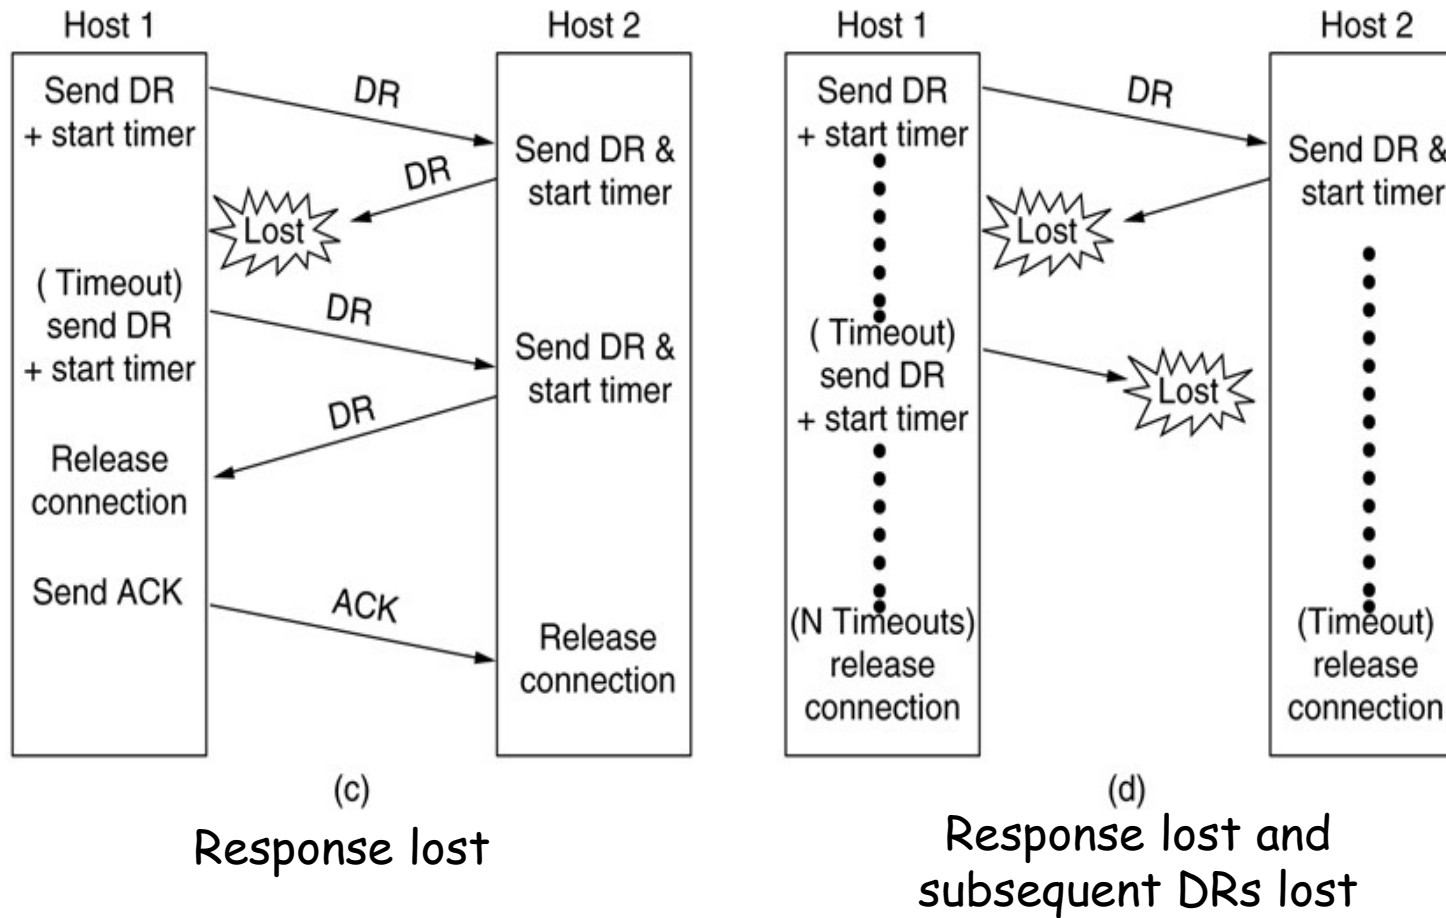 Host 1
Host 2
Send DR
+ start timer
DR
Send DR &
start timer
DR
Lost
( Timeout)
send DR
+ start timer
DR
Send DR &
start timer
DR
Release
connection
Send ACK
ACK
Release
connection
(c)
Response lost
Host 1
Host 2
Send DR
+ start timer
DR
Send DR &
start timer
Lost
( Timeout)
send DR
+ start timer
Lost
(N Timeouts)
release
connection
(Timeout)
release
connection
(d)
Response lost and
subsequent DRs lost